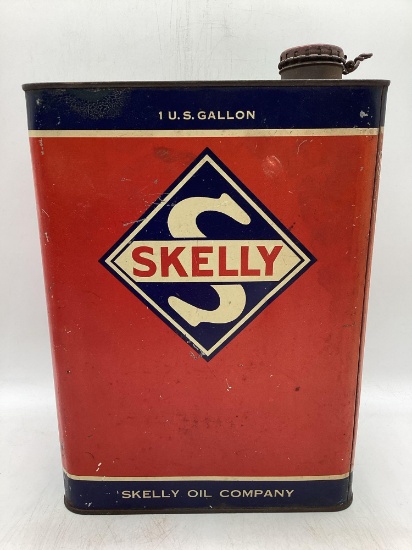 1 U.S. GALLON
S
SKELLY
SKELLY OIL COMPANY